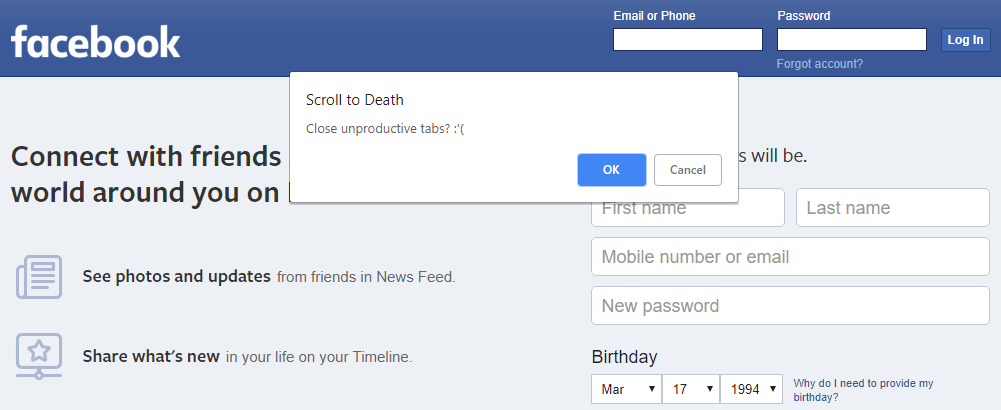 facebook
Email or Phone
Password
Log In
Forgot account?
Scroll to Death
Close unproductive tabs? :'(
OK
Cancel
Connect with friends
world around you on
s will be.
First name
Last name
Mobile number or email
New password
See photos and updates from friends in News Feed.
Share what's new in your life on your Timeline.
Birthday
Mar
17
1994
Why do I need to provide my
birthday?